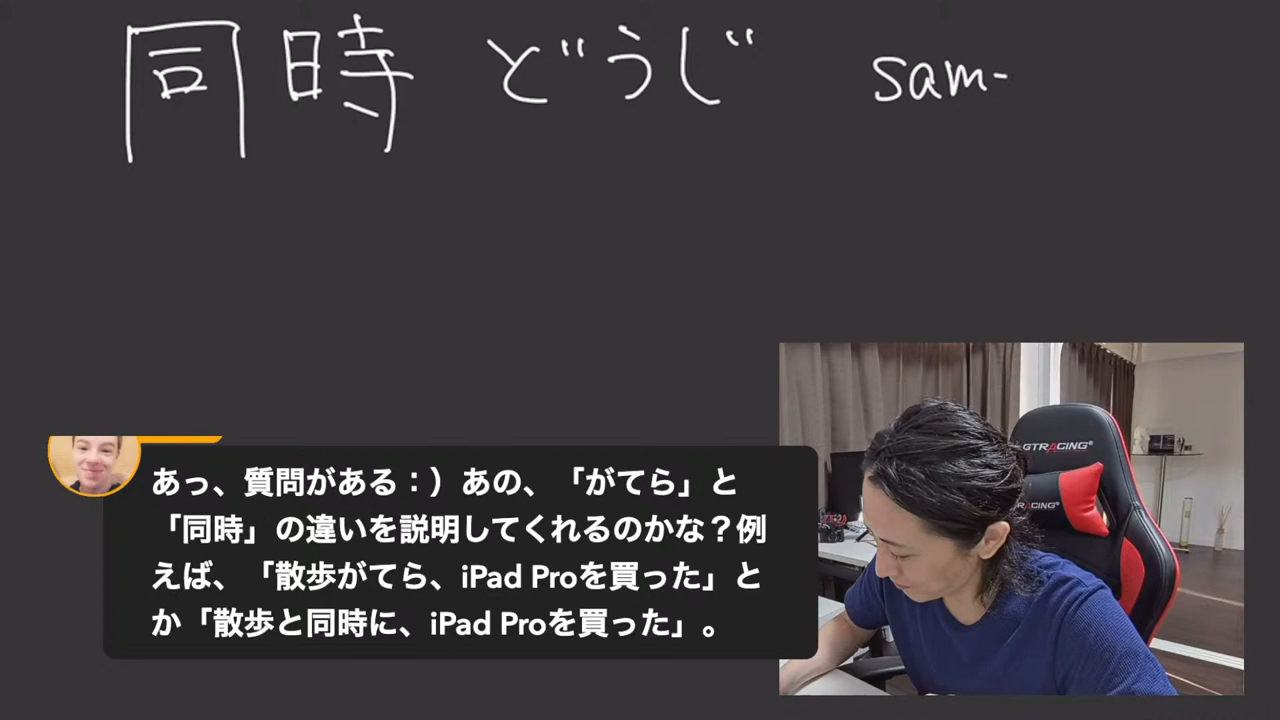 同時 どうじ sam-
あっ、質問がある：）あの、「がてら」と
「同時」の違いを説明してくれるのかな？例
えば、「散歩がてら、iPad Proを買った」と
か「散歩と同時に、iPad Proを買った」。
GTRACING
RACING